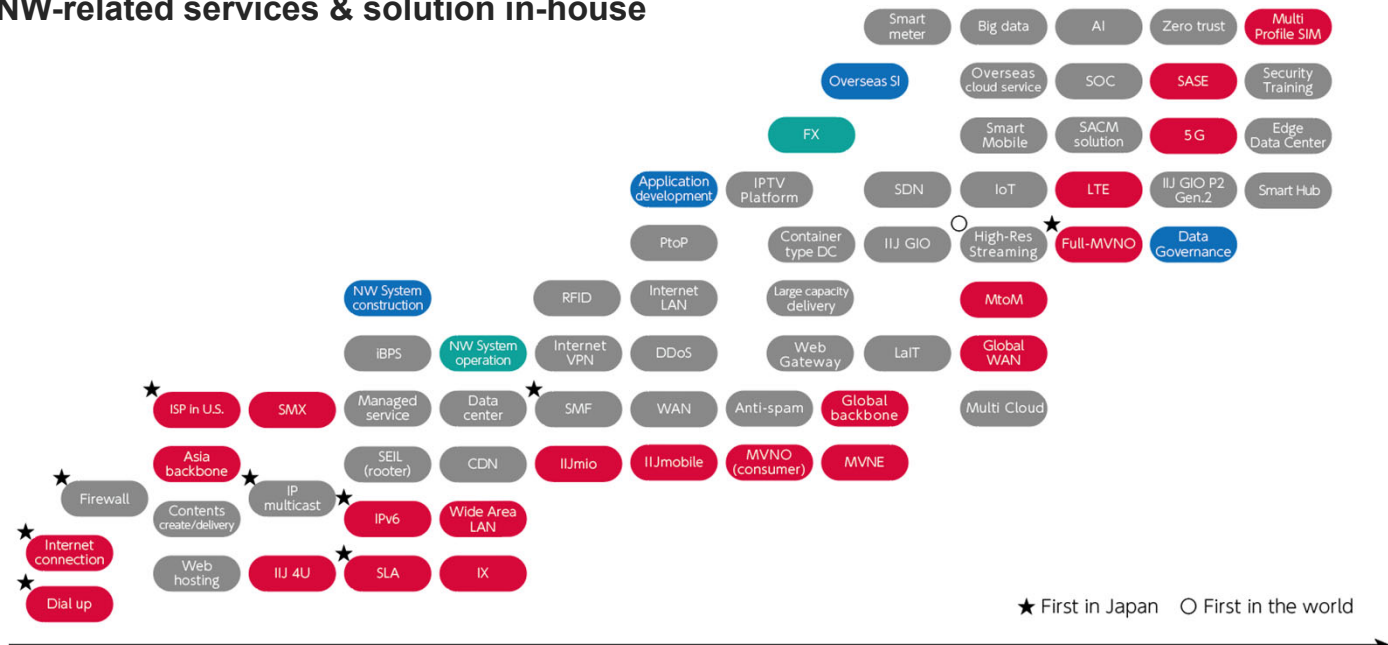 NW-related services & solution in-house
Smart
meter
Big data
AI
Zero trust
Multi
Profile SIM
Overseas SI
Overseas
cloud service
SOC
SASE
Security
Training
FX
Smart
Mobile
SACM
solution
5G
Edge
Data Center
Application
development
IPTV
Platform
SDN
IoT
LTE
IIJ GIO P2
Gen.2
Smart Hub
PtoP
Container
type DC
IIJ GIO
High-Res
Streaming
Full-MVNO
Data
Governance
NW System
construction
RFID
Internet
LAN
Large capacity
delivery
MtoM
iBPS
NW System
operation
Internet
VPN
DDoS
Web
Gateway
LaIT
Global
WAN
ISP in U.S.
SMX
Managed
service
Data
center
SMF
WAN
Anti-spam
Global
backbone
Multi Cloud
Asia
backbone
SEIL
(rooter)
CDN
IIJmio
IIJmobile
MVNO
(consumer)
MVNE
Firewall
IP
multicast
Contents
create/delivery
IPv6
Wide Area
LAN
Internet
connection
Web
hosting
IIJ 4U
SLA
IX
Dial up
★ First in Japan ○ First in the world